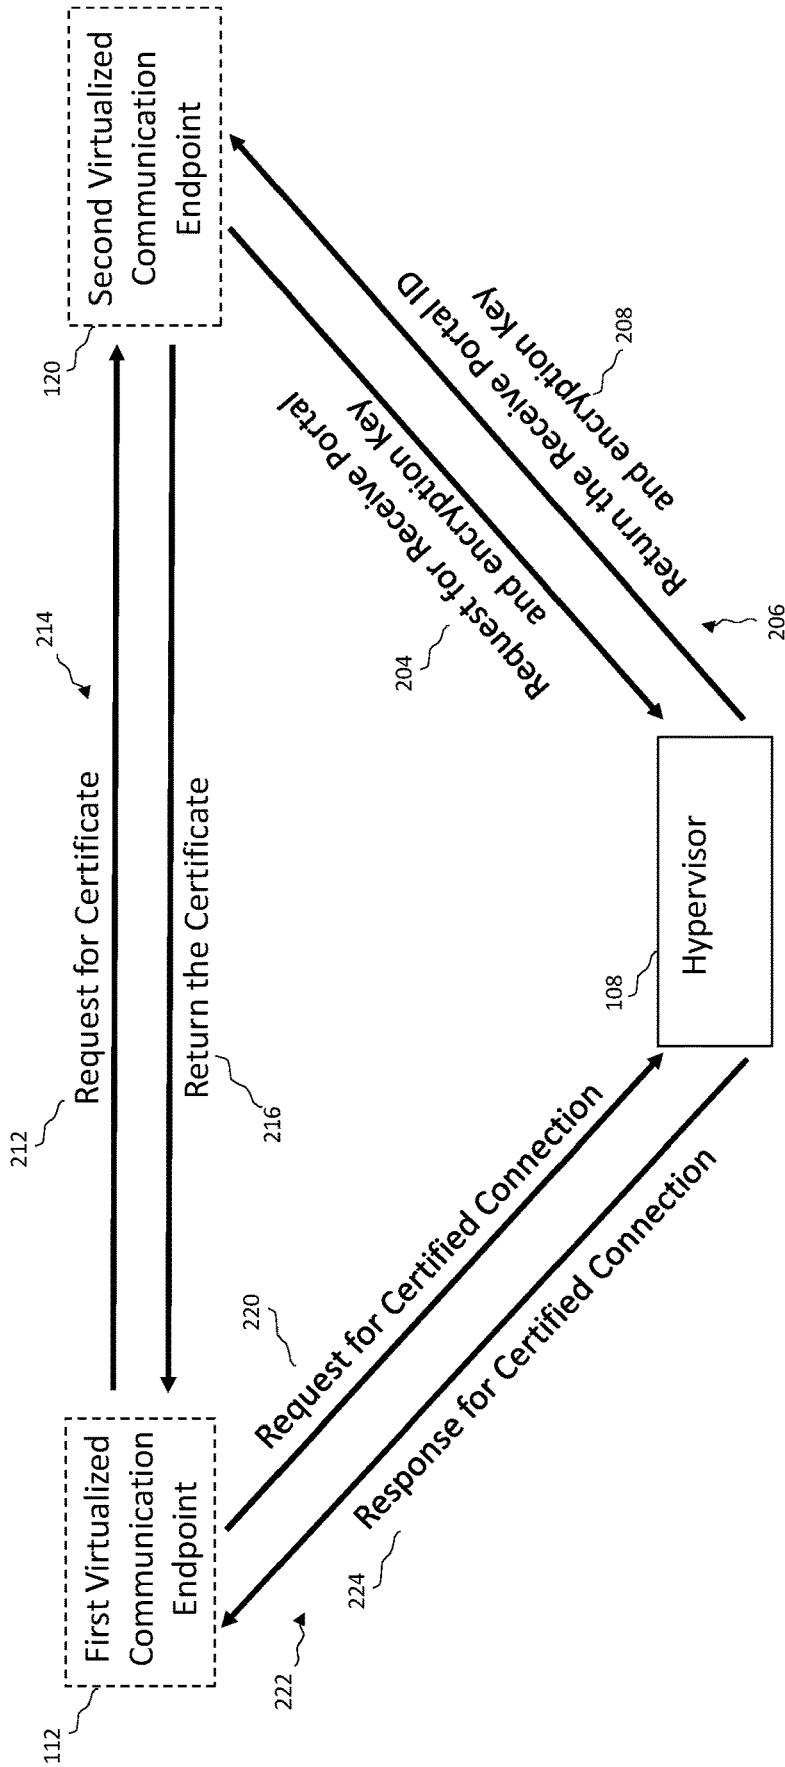 112
First Virtualized
Communication
Endpoint
212
Request for Certificate
214
120
Second Virtualized
Communication
Endpoint
Return the Certificate
216
220
Request for Certified Connection
Response for Certified Connection
224
222
108
Hypervisor
204
Request for Receive Portal
and encryption Key
Return the Receive Portal ID
and encryption Key
208
206